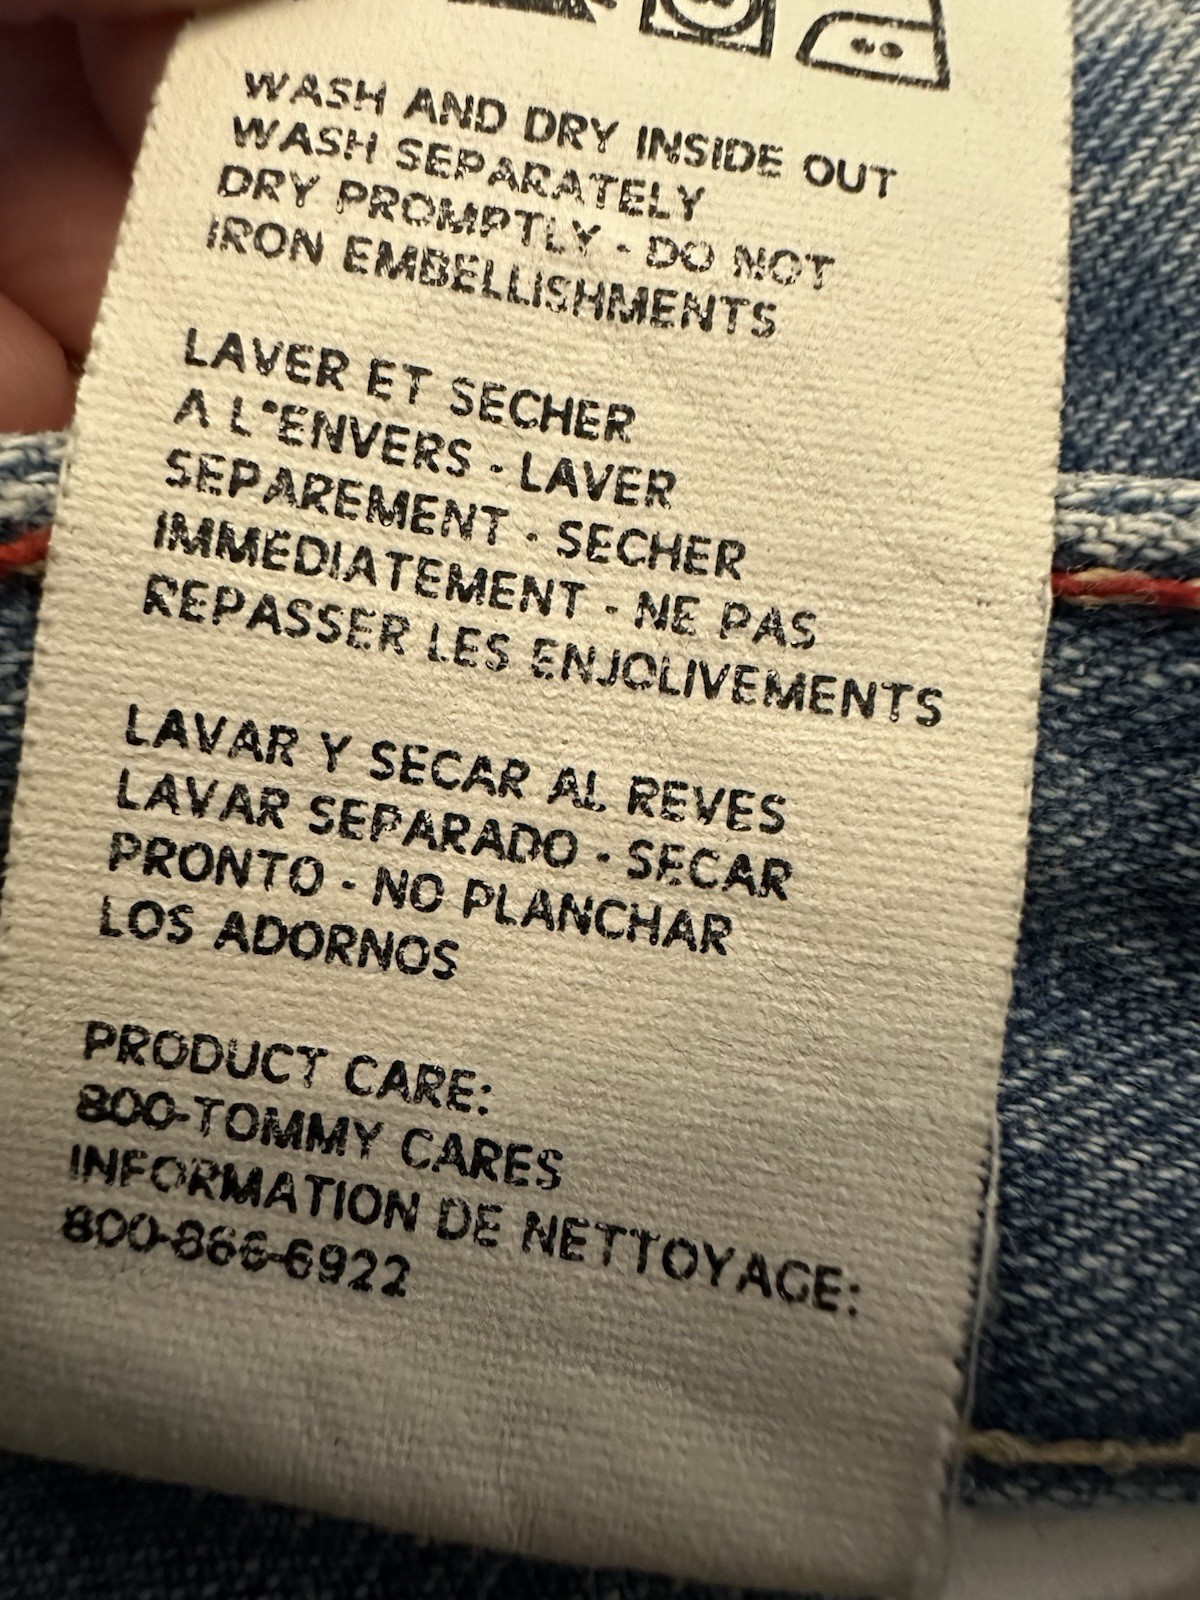 WASH AND DRY INSIDE OUT
WASH SEPARATELY
DRY PROMPTLY - DO NOT
IRON EMBELLISHMENTS
LAVER ET SECHER
A L'ENVERS - LAVER
SEPAREMENT - SECHER
IMMEDIATEMENT - NE PAS
REPASSER LES ENJOLIVEMENTS
LAVAR Y SECAR AL REVES
LAVAR SEPARADO - SECAR
PRONTO - NO PLANCHAR
LOS ADORNOS
PRODUCT CARE:
800-TOMMY CARES
INFORMATION DE NETTOYAGE:
800-866-6922